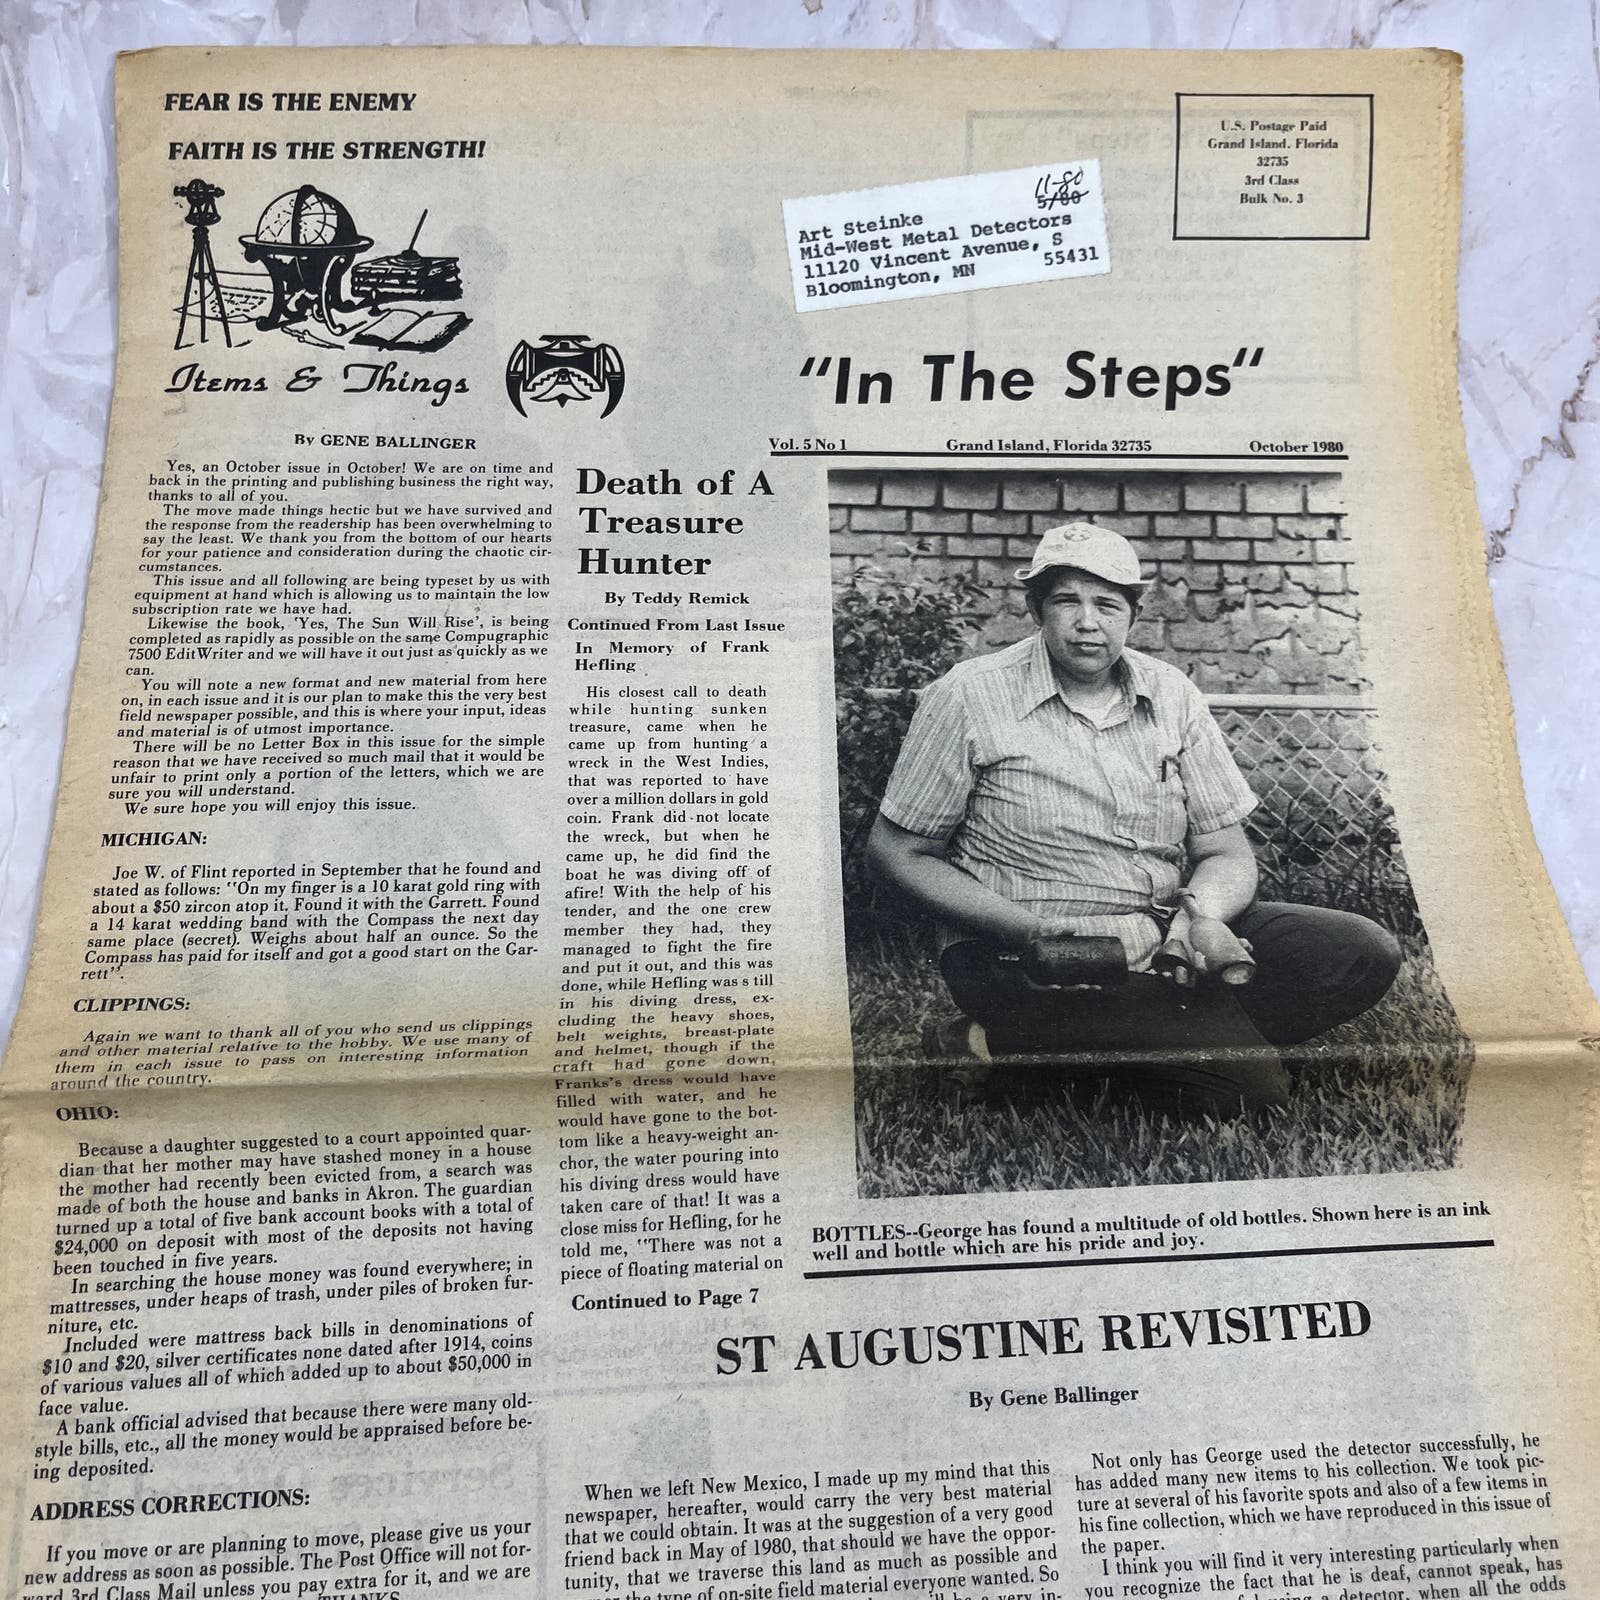 FEAR IS THE ENEMY
FAITH IS THE STRENGTH!
Items & Things
U.S. Postage Paid
Grand Island, Florida
32735
3rd Class
Bulk No. 3
11-80
5/80
Art Steinke
Mid-West Metal Detectors
11120 Vincent Avenue, S
Bloomington, MN 55431
"In The Steps"
Vol. 5 No 1 Grand Island, Florida 32735 October 1980
By GENE BALLINGER
Yes, an October issue in October! We are on time and
back in the printing and publishing business the right way,
thanks to all of you.
The move made things hectic but we have survived and
the response from the readership has been overwhelming to
say the least. We thank you from the bottom of our hearts
for your patience and consideration during the chaotic cir-
cumstances.
This issue and all following are being typeset by us with
equipment at hand which is allowing us to maintain the low
subscription rate we have had.
Likewise the book, 'Yes, The Sun Will Rise', is being
completed as rapidly as possible on the same Compugraphic
7500 EditWriter and we will have it out just as quickly as we
can.
You will note a new format and new material from here
on, in each issue and it is our plan to make this the very best
field newspaper possible, and this is where your input, ideas
and material is of utmost importance.
There will be no Letter Box in this issue for the simple
reason that we have received so much mail that it would be
unfair to print only a portion of the letters, which we are
sure you will understand.
We sure hope you will enjoy this issue.
MICHIGAN:
Joe W. of Flint reported in September that he found and
stated as follows: "On my finger is a 10 karat gold ring with
about a $50 zircon atop it. Found it with the Garrett. Found
a 14 karat wedding band with the Compass the next day
same place (secret). Weighs about half an ounce. So the
Compass has paid for itself and got a good start on the Gar-
rett".
CLIPPINGS:
Again we want to thank all of you who send us clippings
and other material relative to the hobby. We use many of
them in each issue to pass on interesting information
around the country.
OHIO:
Because a daughter suggested to a court appointed quar-
dian that her mother may have stashed money in a house
the mother had recently been evicted from, a search was
made of both the house and banks in Akron. The guardian
turned up a total of five bank account books with a total of
$24,000 on deposit with most of the deposits not having
been touched in five years.
In searching the house money was found everywhere; in
mattresses, under heaps of trash, under piles of broken fur-
niture, etc.
Included were mattress back bills in denominations of
$10 and $20, silver certificates none dated after 1914, coins
of various values all of which added up to about $50,000 in
face value.
A bank official advised that because there were many old-
style bills, etc., all the money would be appraised before be-
ing deposited.
ADDRESS CORRECTIONS:
If you move or are planning to move, please give us your
new address as soon as possible. The Post Office will not for-
ward 3rd Class Mail unless you pay extra for it, and we are
THANKS
Death of A
Treasure
Hunter
By Teddy Remick
Continued From Last Issue
In Memory of Frank
Hefling
His closest call to death
while hunting sunken
treasure, came when he
came up from hunting a
wreck in the West Indies,
that was reported to have
over a million dollars in gold
coin. Frank did not locate
the wreck, but when he
came up, he did find the
boat he was diving off of
afire! With the help of his
tender, and the one crew
member they had, they
managed to fight the fire
and put it out, and this was
done, while Hefling was s till
in his diving dress, ex-
cluding the heavy shoes,
belt weights, breast-plate
and helmet, though if the
craft had gone down,
Franks's dress would have
filled with water, and he
would have gone to the bot-
tom like a heavy-weight an-
chor, the water pouring into
his diving dress would have
taken care of that! It was a
close miss for Hefling, for he
told me, "There was not a
piece of floating material on
Continued to Page 7
BOTTLES--George has found a multitude of old bottles. Shown here is an ink
well and bottle which are his pride and joy.
ST AUGUSTINE REVISITED
By Gene Ballinger
When we left New Mexico, I made up my mind that this
newspaper, hereafter, would carry the very best material
that we could obtain. It was at the suggestion of a very good
friend back in May of 1980, that should we have the oppor-
tunity, that we traverse this land as much as possible and
the type of on-site field material everyone wanted. So
Not only has George used the detector successfully, he
has added many new items to his collection. We took pic-
ture at several of his favorite spots and also of a few items in
his fine collection, which we have reproduced in this issue of
the paper.
I think you will find it very interesting particularly when
you recognize the fact that he is deaf, cannot speak, has
a detector, when all the odds